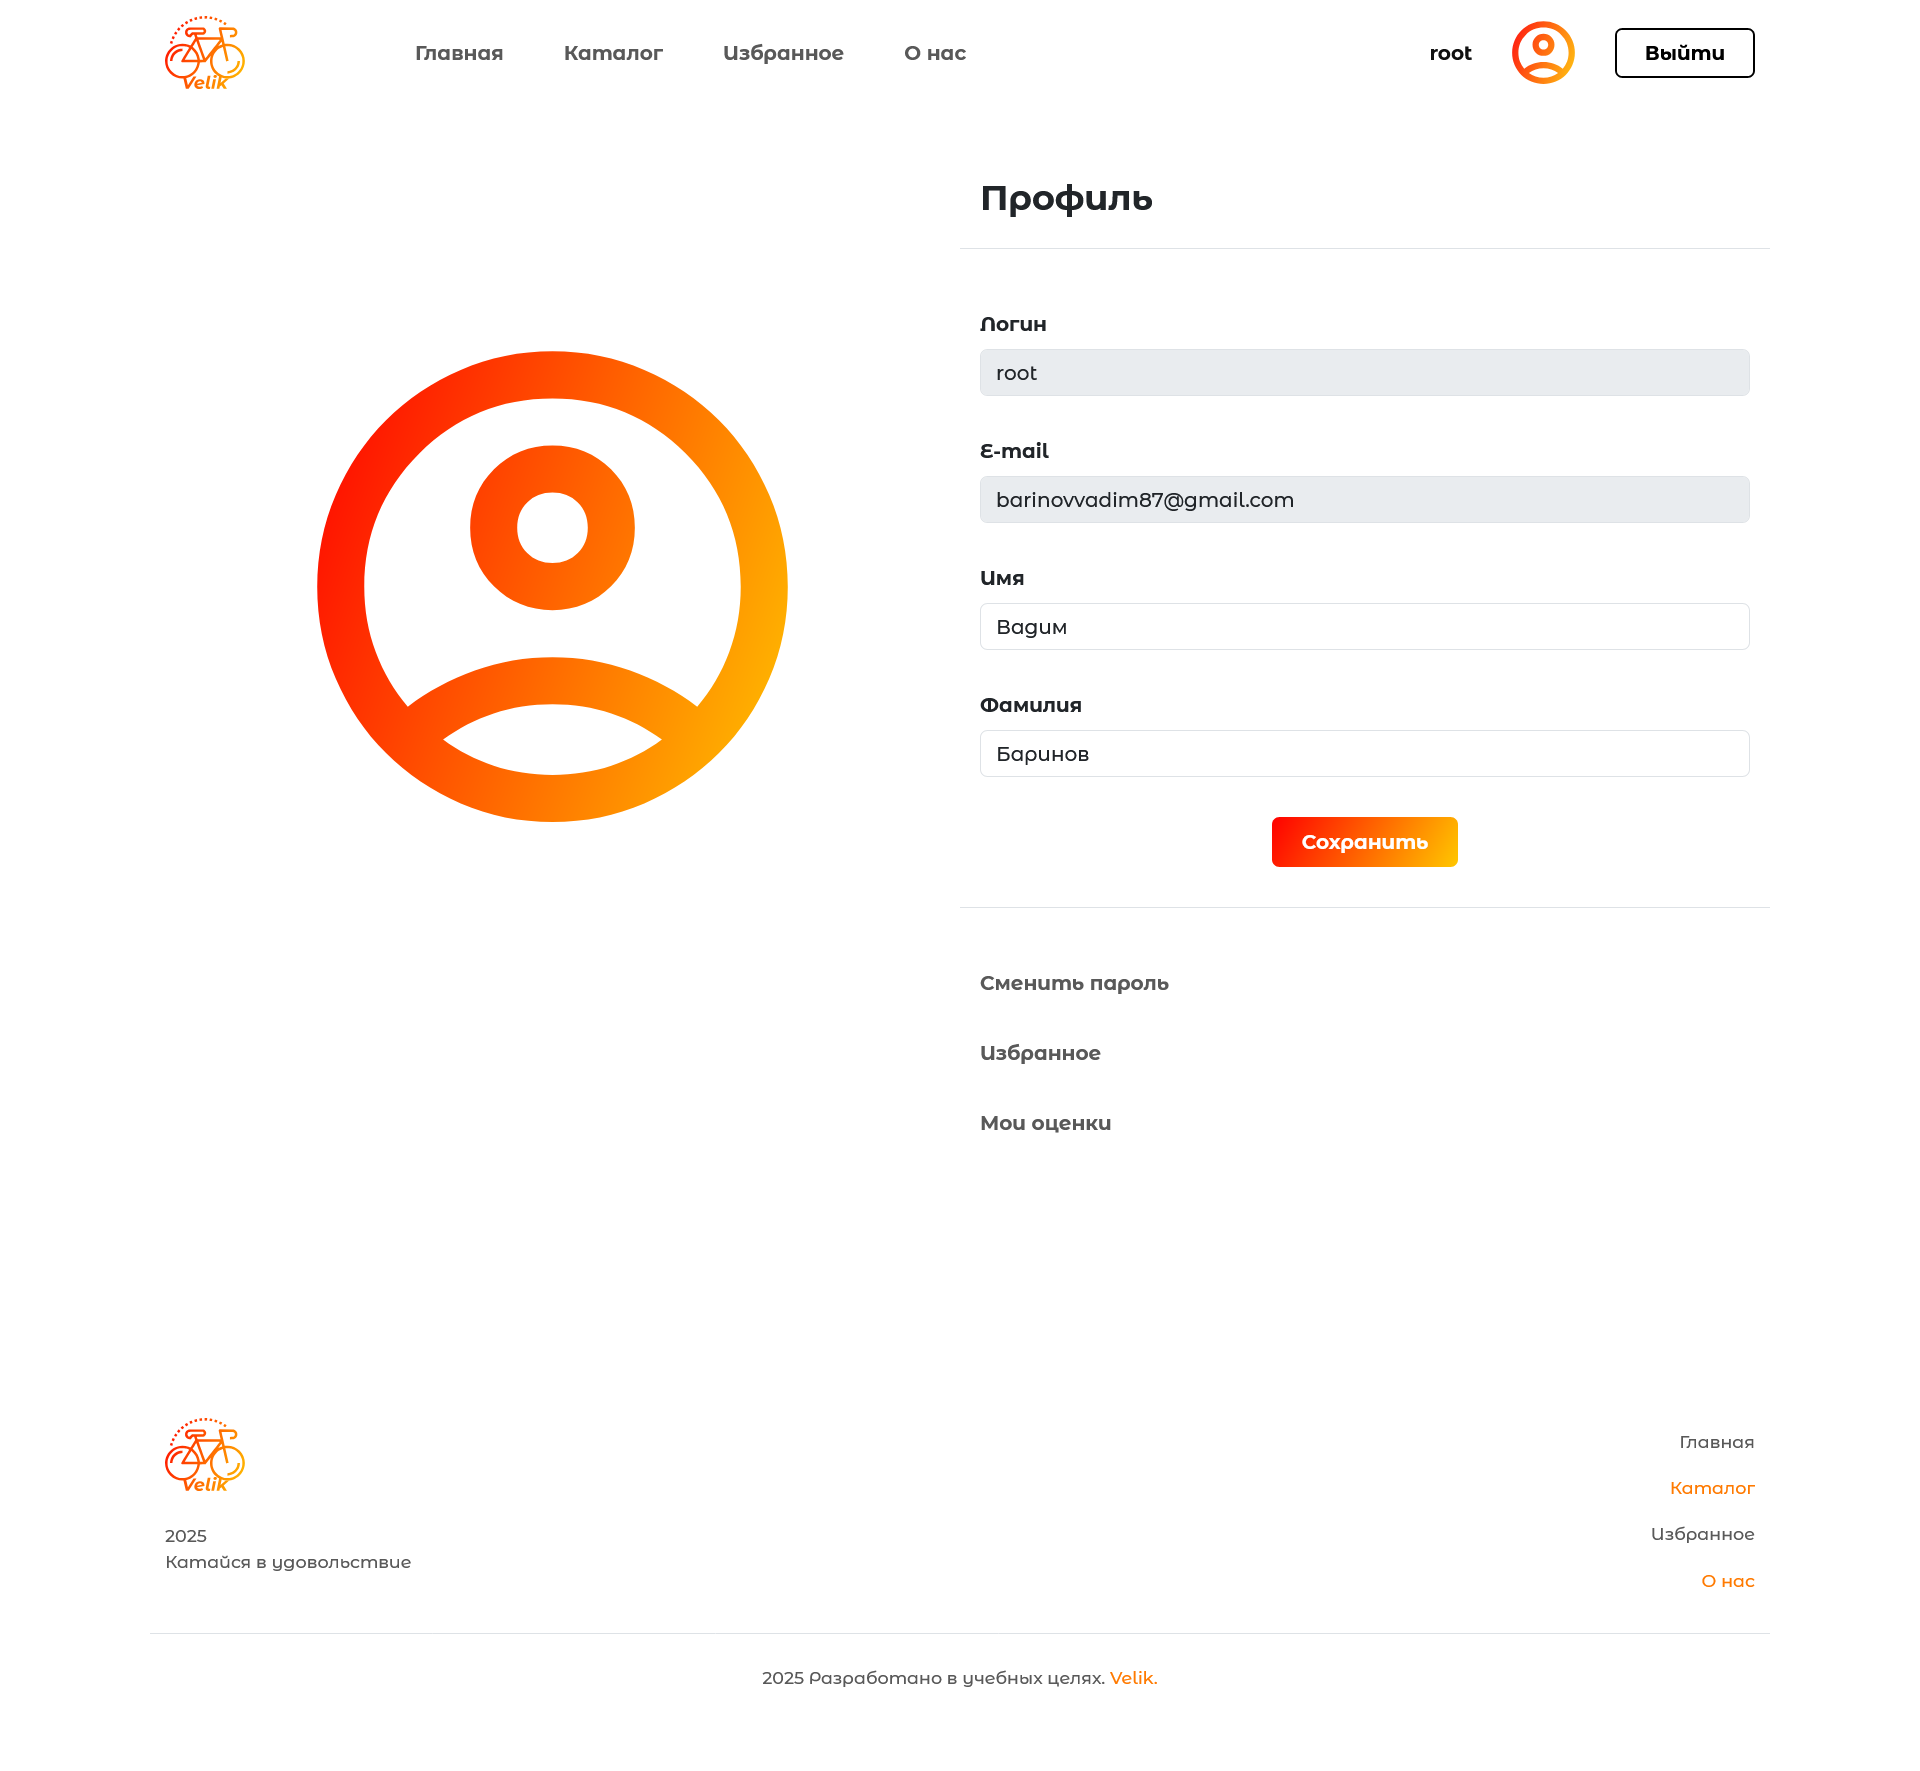 Velik
Главная
Каталог
Избранное
О нас
root
Выйти
Профиль
Логин
root
E-mail
barinovvadim87@gmail.com
Имя
Вадим
Фамилия
Баринов
Сохранить
Сменить пароль
Избранное
Мои оценки
Velik
2025
Катайся в удовольствие
Главная
Каталог
Избранное
О нас
2025 Разработано в учебных целях. Velik.